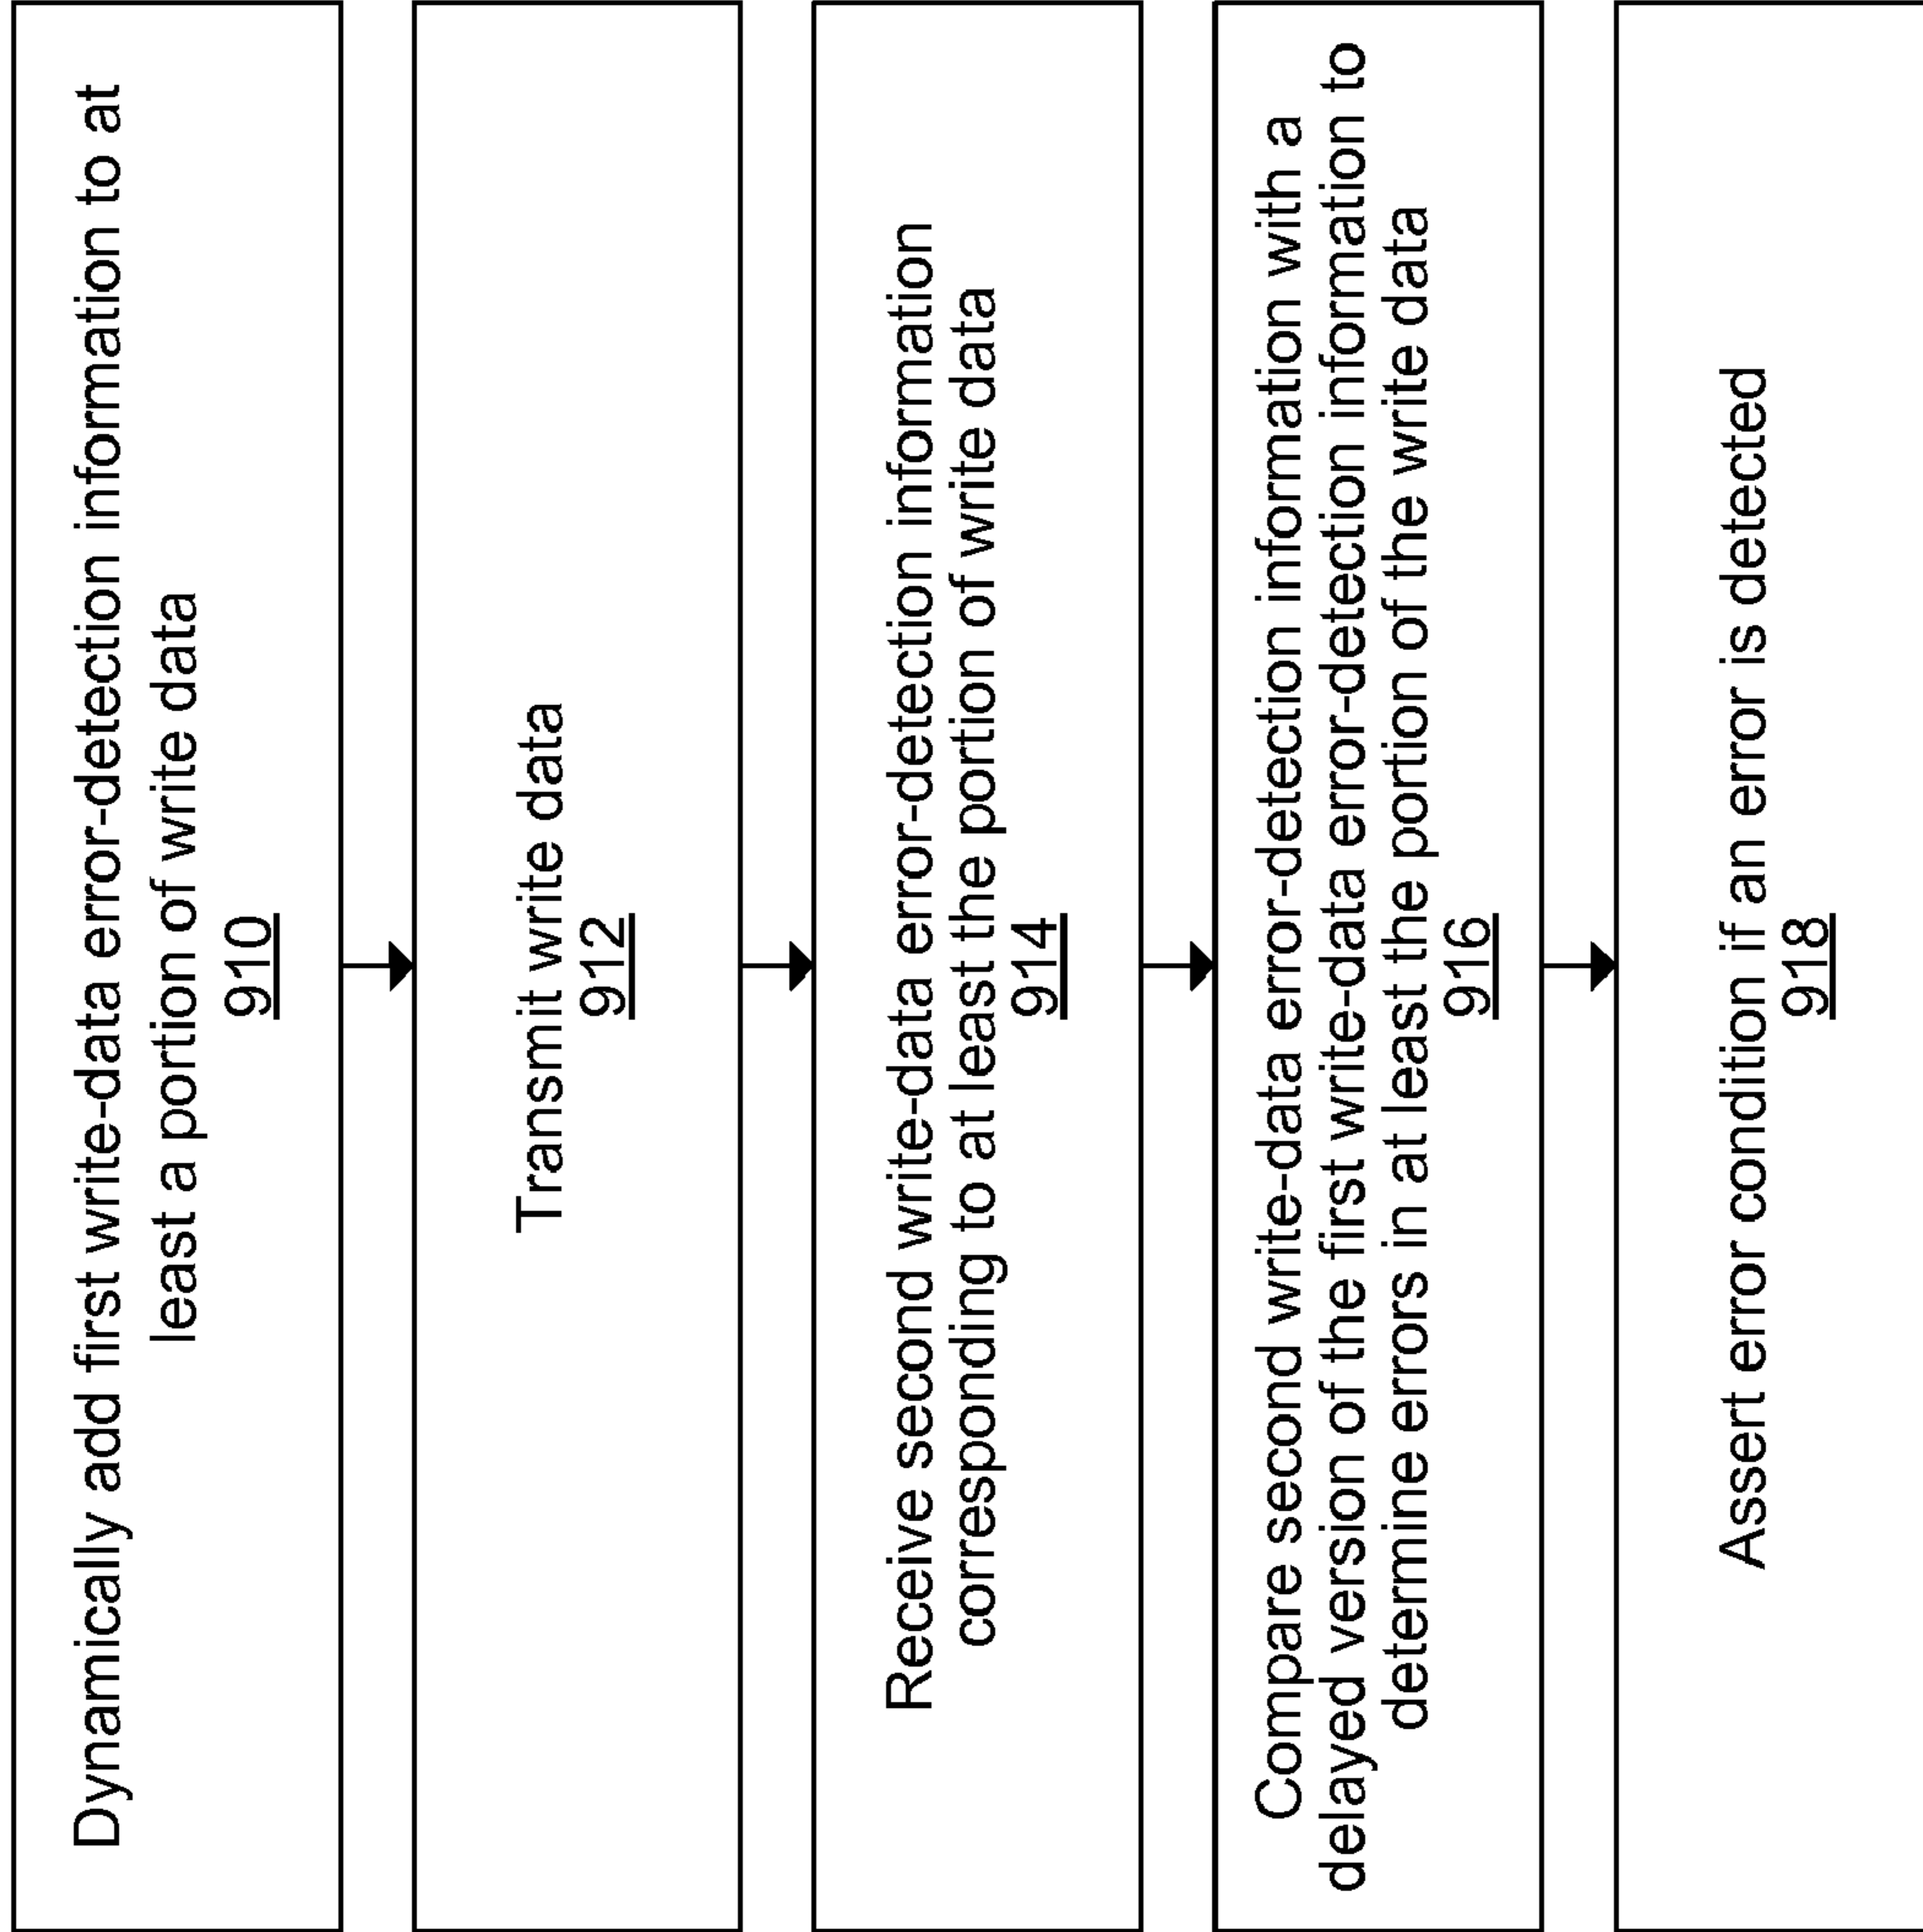 Dynamically add first write-data error-detection information to at
least a portion of write data
910
Transmit write data
912
Receive second write-data error-detection information
corresponding to at least the portion of write data
914
Compare second write-data error-detection information with a
delayed version of the first write-data error-detection information to
determine errors in at least the portion of the write data
916
Assert error condition if an error is detected
918